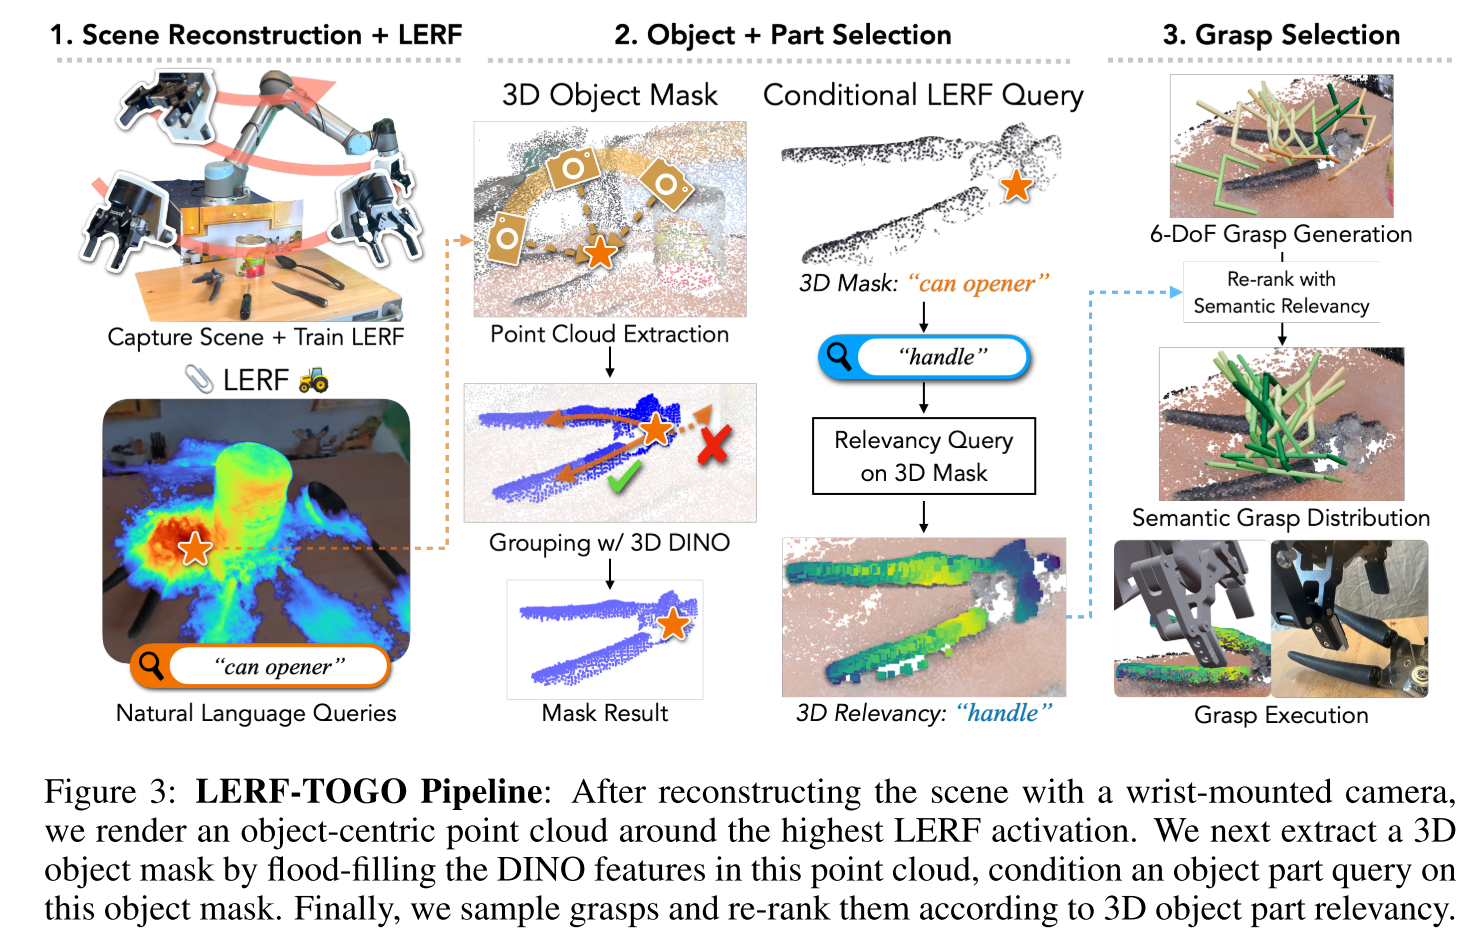 1. Scene Reconstruction + LERF
Capture Scene + Train LERF
LERF
“can opener”
Natural Language Queries
2. Object + Part Selection
3D Object Mask
Point Cloud Extraction
Grouping w/ 3D DINO
Mask Result
Conditional LERF Query
3D Mask: “can opener”
“handle”
Relevancy Query
on 3D Mask
3D Relevancy: “handle”
3. Grasp Selection
6-DoF Grasp Generation
Re-rank with
Semantic Relevancy
Semantic Grasp Distribution
Grasp Execution
Figure 3: LERF-TOGO Pipeline: After reconstructing the scene with a wrist-mounted camera,
we render an object-centric point cloud around the highest LERF activation. We next extract a 3D
object mask by flood-filling the DINO features in this point cloud, condition an object part query on
this object mask. Finally, we sample grasps and re-rank them according to 3D object part relevancy.